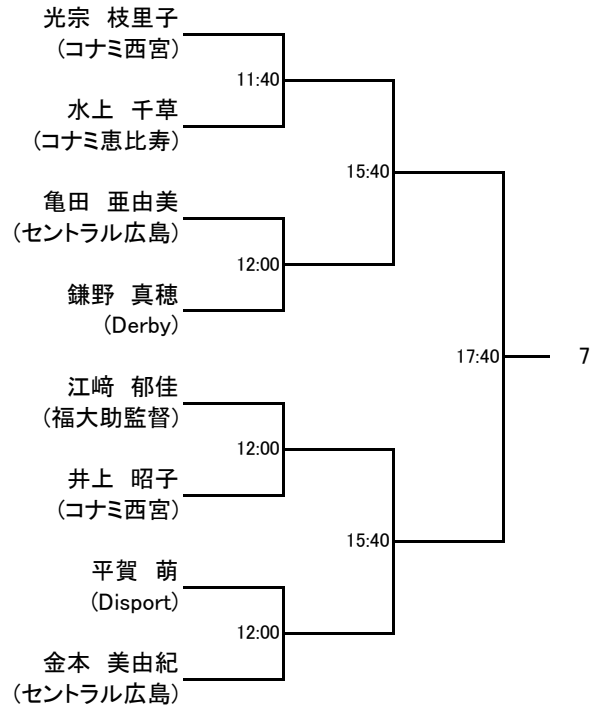 光宗　枝里子
(コナミ西宮)
11:40
水上　千草
(コナミ恵比寿)
15:40
亀田　亜由美
(セントラル広島)
12:00
鎌野　真穂
(Derby)
17:40
7
江﨑　郁佳
(福大助監督)
12:00
井上　昭子
(コナミ西宮)
15:40
平賀　萌
(Disport)
12:00
金本　美由紀
(セントラル広島)